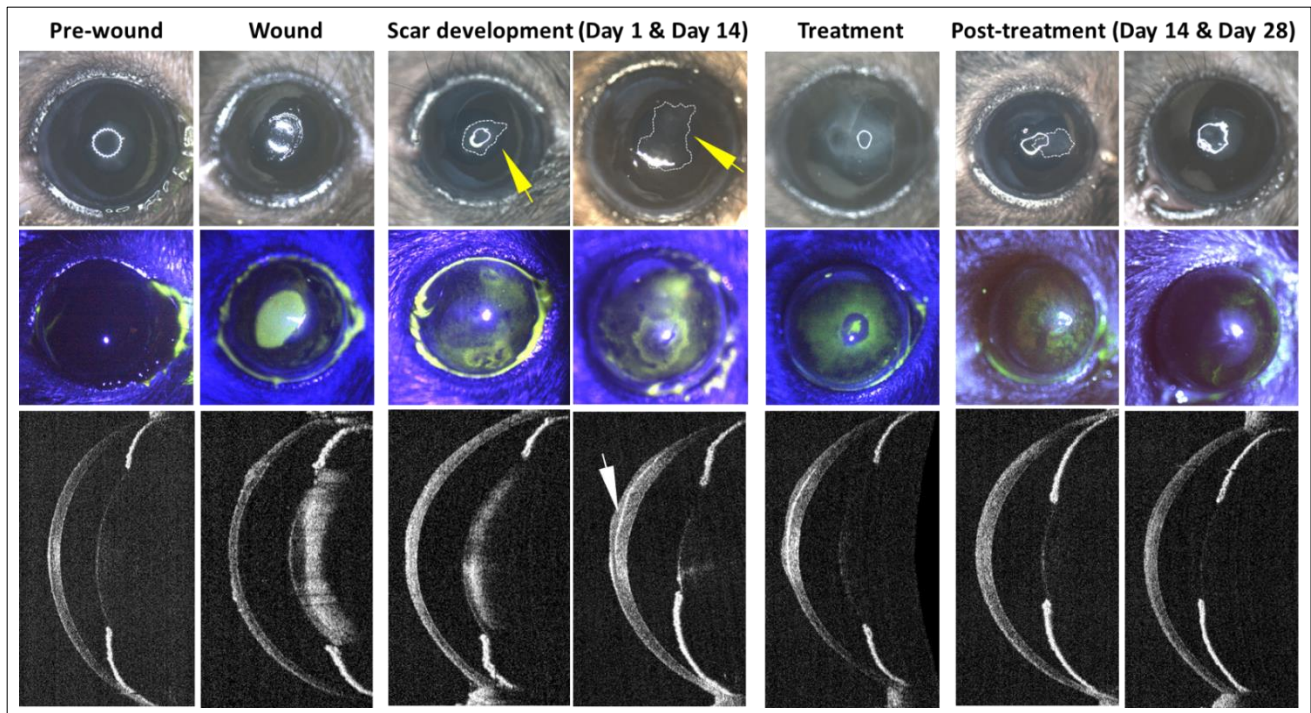 Pre-wound
Wound
Scar development (Day 1 & Day 14)
Treatment
Post-treatment (Day 14 & Day 28)